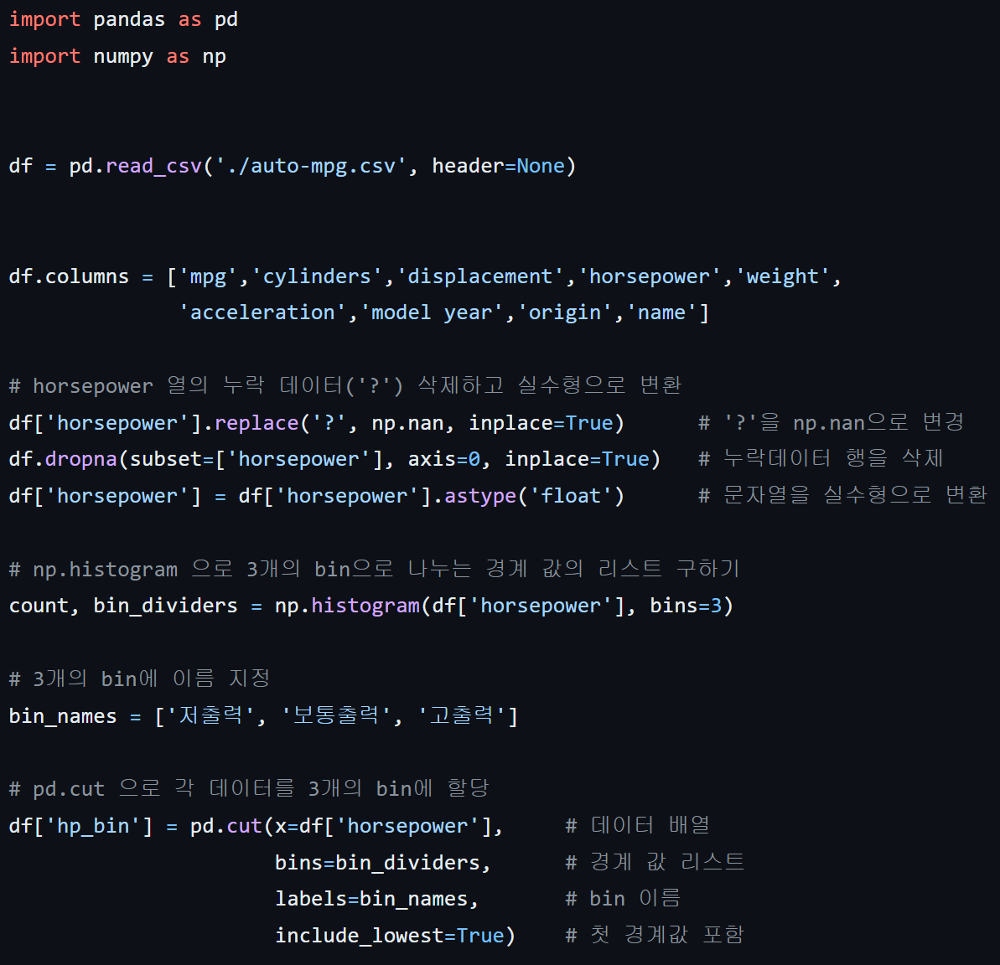 import pandas as pd
import numpy as np
df = pd.read_csv('./auto-mpg.csv', header=None)
df.columns = ['mpg','cylinders','displacement','horsepower','weight',
'acceleration','model year','origin','name']
# horsepower 열의 누락 데이터('?') 삭제하고 실수형으로 변환
df['horsepower'].replace('?', np.nan, inplace=True) # '?'을 np.nan으로 변경
df.dropna(subset=['horsepower'], axis=0, inplace=True) # 누락데이터 행을 삭제
df['horsepower'] = df['horsepower'].astype('float') # 문자열을 실수형으로 변환
# np.histogram 으로 3개의 bin으로 나누는 경계 값의 리스트 구하기
count, bin_dividers = np.histogram(df['horsepower'], bins=3)
# 3개의 bin에 이름 지정
bin_names = ['저출력', '보통출력', '고출력']
# pd.cut 으로 각 데이터를 3개의 bin에 할당
df['hp_bin'] = pd.cut(x=df['horsepower'], # 데이터 배열
bins=bin_dividers, # 경계 값 리스트
labels=bin_names, # bin 이름
include_lowest=True) # 첫 경계값 포함